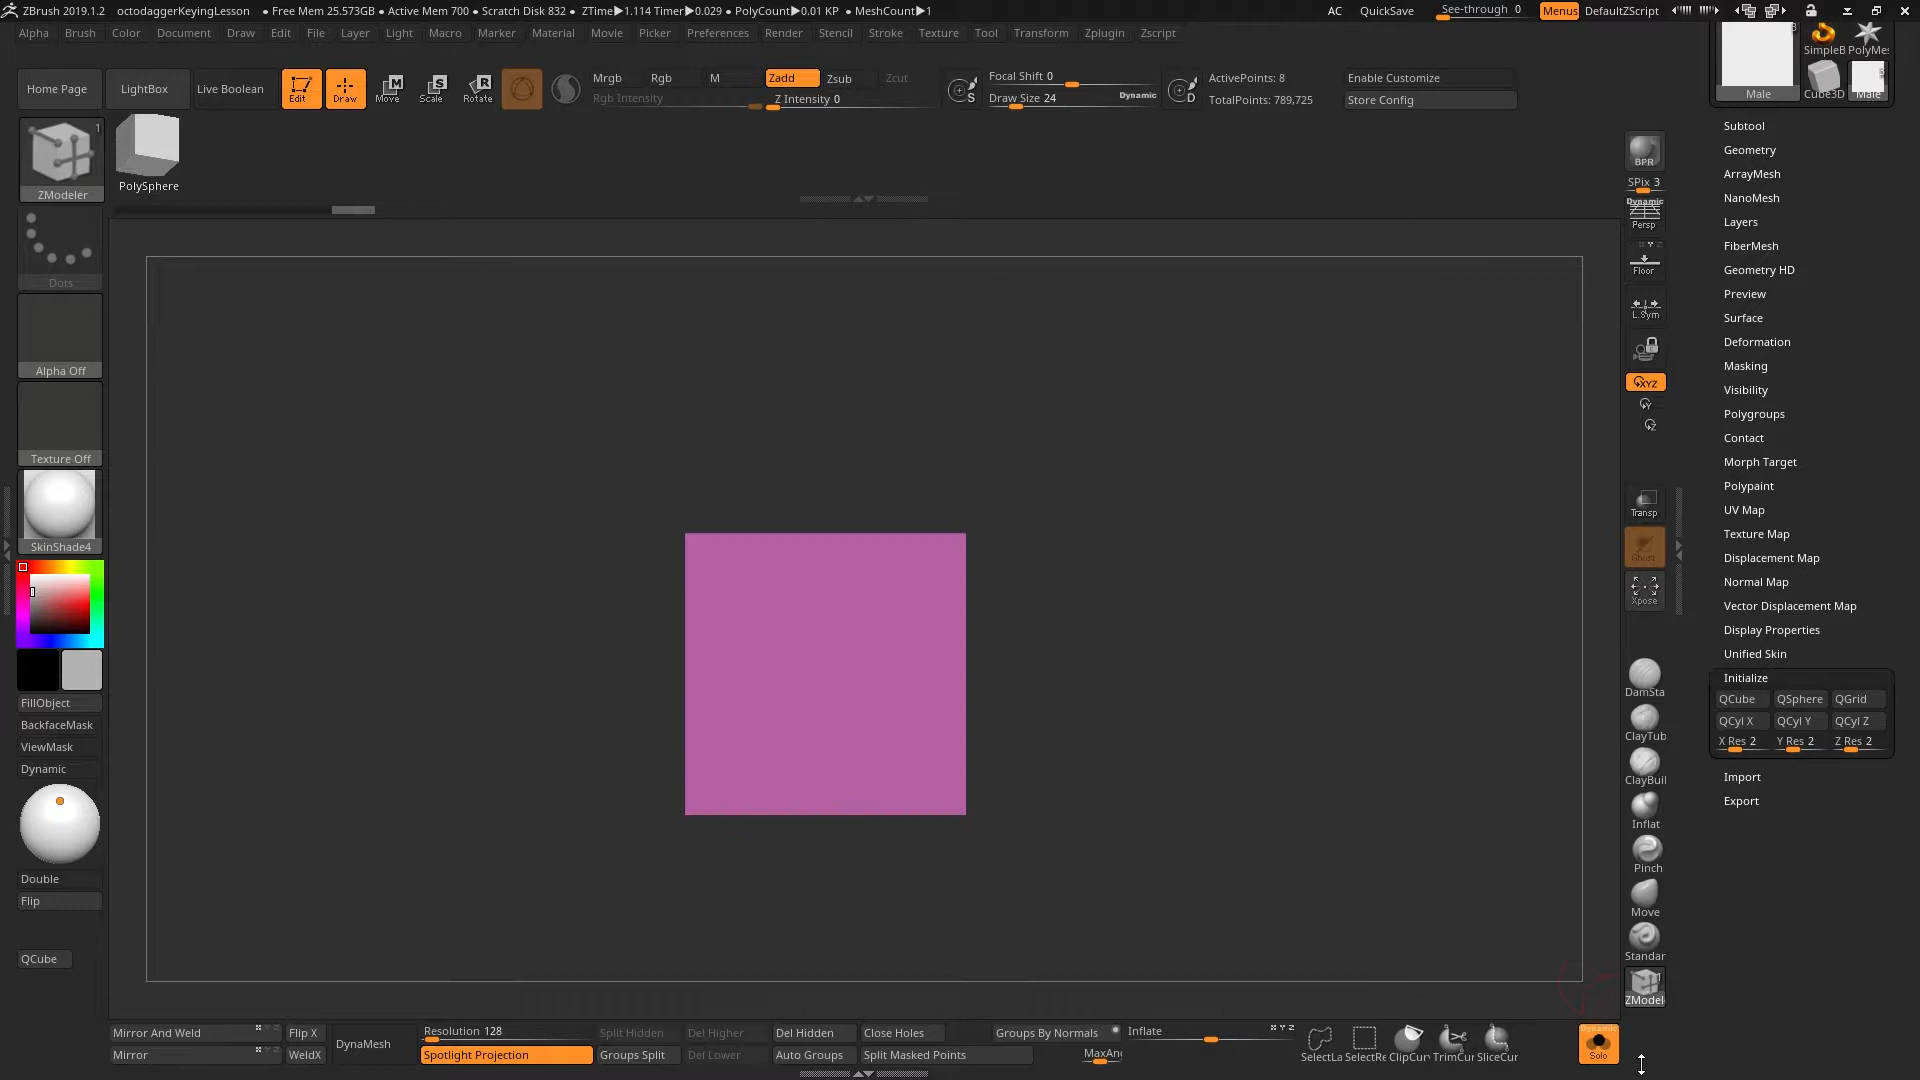 ZBrush 2019.1.2 octodaggerKeyingLesson ● Free Mem 25.573GB ● Active Mem 700 ● Scratch Disk 832 ● ZTime▶1.114 Timer▶0.029 ● PolyCount▶0.01 KP ● MeshCount▶1 AC QuickSave See-through 0 Menus DefaultZScript
Alpha Brush Color Document Draw Edit File Layer Light Macro Marker Material Movie Picker Preferences Render Stencil Stroke Texture Tool Transform Zplugin Zscript
Home Page LightBox Live Boolean Edit Draw Move Scale Rotate
Mrgb Rgb M Zadd Zsub Zcut
Rgb Intensity Z Intensity 0
Focal Shift 0
Draw Size 24 Dynamic
ActivePoints: 8
TotalPoints: 789,725
Enable Customize
Store Config
SimpleB PolyMes
Male Cube3D Male
1
ZModeler
PolySphere
Dots
Alpha Off
Texture Off
SkinShade4
FillObject
BackfaceMask
ViewMask
Dynamic
Double
Flip
QCube
BPR
SPix 3
Dynamic
Persp
Floor
L.Sym
XYZ
Y
Z
Transp
Ghost
Xpose
DamSta
ClayTub
ClayBuil
Inflat
Pinch
Move
Standar
1
ZModel
Subtool
Geometry
ArrayMesh
NanoMesh
Layers
FiberMesh
Geometry HD
Preview
Surface
Deformation
Masking
Visibility
Polygroups
Contact
Morph Target
Polypaint
UV Map
Texture Map
Displacement Map
Normal Map
Vector Displacement Map
Display Properties
Unified Skin
Initialize
QCube QSphere QGrid
QCyl X QCyl Y QCyl Z
X Res 2 Y Res 2 Z Res 2
Import
Export
Mirror And Weld Flip X
Mirror WeldX
DynaMesh
Resolution 128 Split Hidden Del Higher Del Hidden Close Holes Groups By Normals Inflate X Y Z
Spotlight Projection Groups Split Del Lower Auto Groups Split Masked Points MaxAng
SelectLa SelectRe ClipCur TrimCur SliceCur
Dynamic
Solo